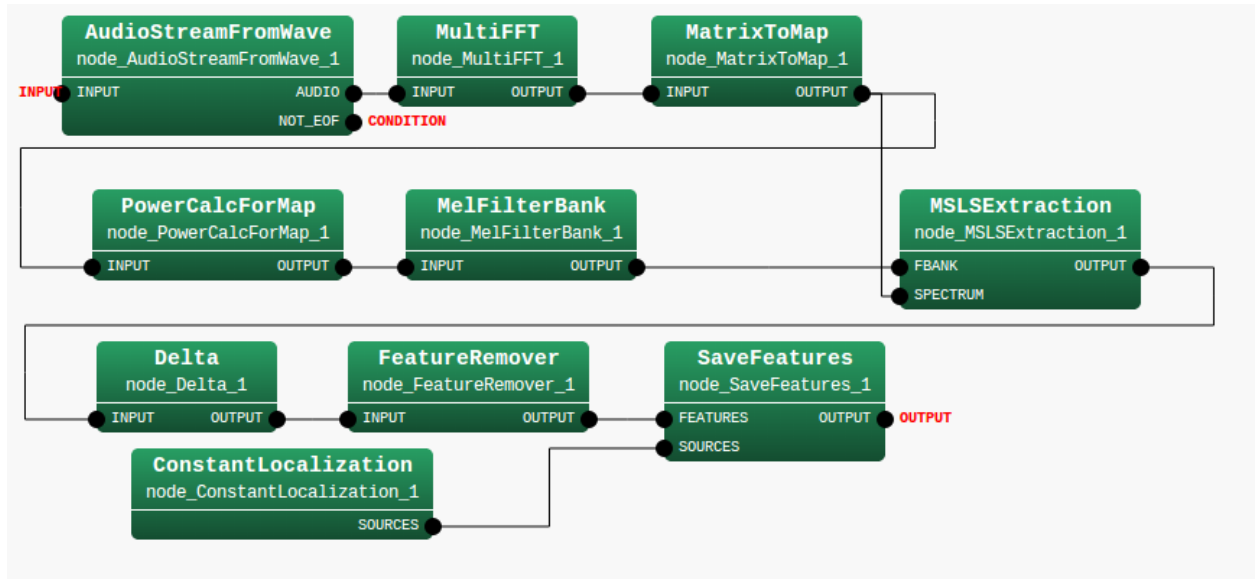 AudioStreamFromWave
node_AudioStreamFromWave_1
INPUT INPUT AUDIO
NOT_EOF CONDITION
MultiFFT
node_MultiFFT_1
INPUT OUTPUT
MatrixToMap
node_MatrixToMap_1
INPUT OUTPUT
PowerCalcForMap
node_PowerCalcForMap_1
INPUT OUTPUT
MelFilterBank
node_MelFilterBank_1
INPUT OUTPUT
MSLSExtraction
node_MSLSExtraction_1
FBANK OUTPUT
SPECTRUM
Delta
node_Delta_1
INPUT OUTPUT
FeatureRemover
node_FeatureRemover_1
INPUT OUTPUT
SaveFeatures
node_SaveFeatures_1
FEATURES OUTPUT OUTPUT
SOURCES
ConstantLocalization
node_ConstantLocalization_1
SOURCES